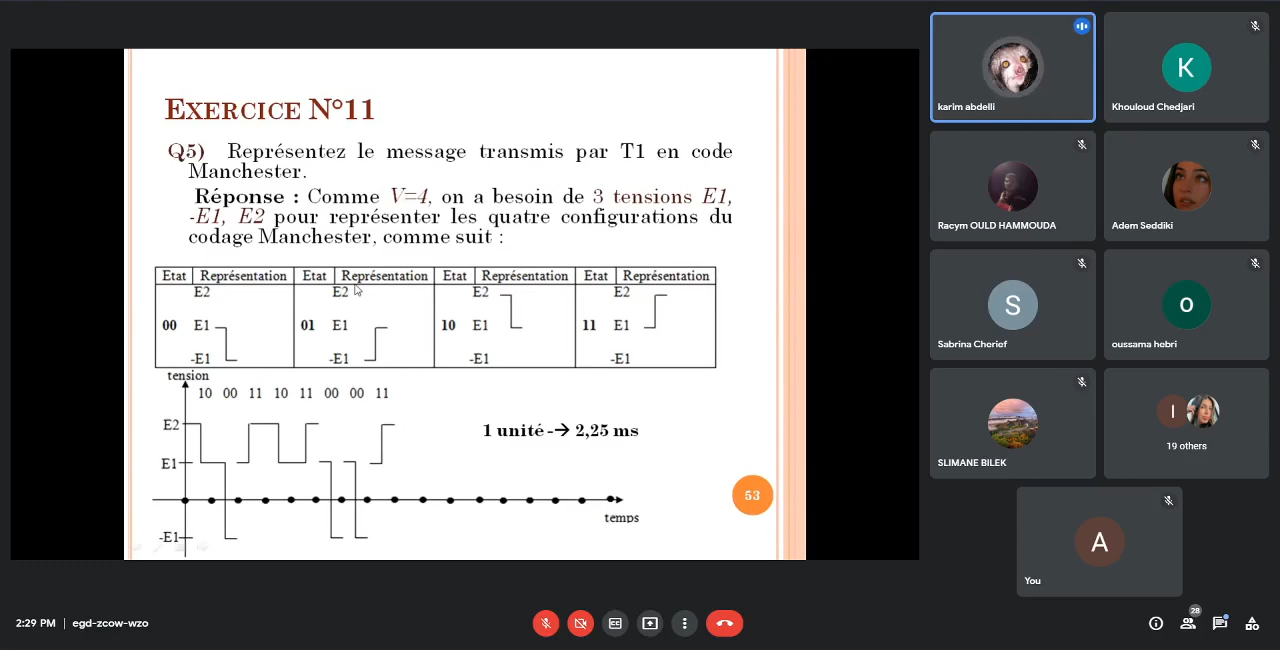 EXERCICE N°11
Q5) Représentez le message transmis par T1 en code
Manchester.
Réponse : Comme V=4, on a besoin de 3 tensions E1,
-E1, E2 pour représenter les quatre configurations du
codage Manchester, comme suit :
Etat Représentation Etat Représentation Etat Représentation Etat Représentation
E2 E2 E2 E2
00 E1 01 E1 10 E1 11 E1
-E1 -E1 -E1 -E1
tension
10 00 11 10 11 00 00 11
E2
1 unité-→ 2,25 ms
E1
53
temps
-E1
karim abdelli
K
Khouloud Chedjari
Racym OULD HAMMOUDA
Adem Seddiki
S
Sabrina Cherief
o
oussama hebri
SLIMANE BILEK
I
19 others
A
You
2:29 PM | egd-zcow-wzo
28